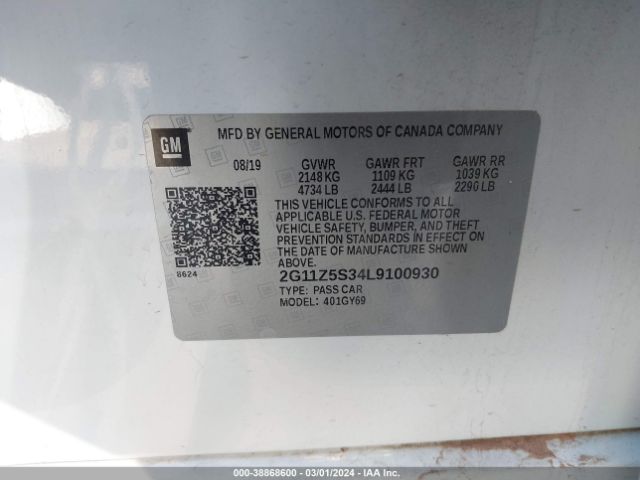 GM
MFD BY GENERAL MOTORS OF CANADA COMPANY
08/19 GVWR GAWR FRT GAWR RR
2148 KG 1109 KG 1039 KG
4734 LB 2444 LB 2290 LB
THIS VEHICLE CONFORMS TO ALL
APPLICABLE U.S. FEDERAL MOTOR
VEHICLE SAFETY, BUMPER, AND THEFT
PREVENTION STANDARDS IN EFFECT ON
THE DATE OF MANUFACTURE SHOWN
ABOVE.
8624
2G11Z5S34L9100930
TYPE: PASS CAR
MODEL: 401GY69
000-38868600 — 03/01/2024 — IAA Inc.